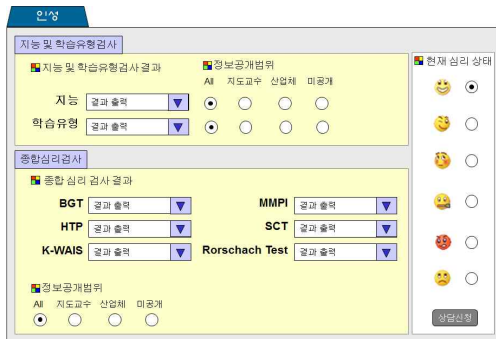 인성
지능 및 학습유형검사
지능 및 학습유형검사 결과
정보공개범위
All 지도교수 산업체 미공개
지능 결과 출력
학습유형 결과 출력
종합심리검사
종합 심리 검사 결과
BGT 결과 출력 MMPI 결과 출력
HTP 결과 출력 SCT 결과 출력
K-WAIS 결과 출력 Rorschach Test 결과 출력
정보공개범위
All 지도교수 산업체 미공개
현재 심리 상태
상담신청